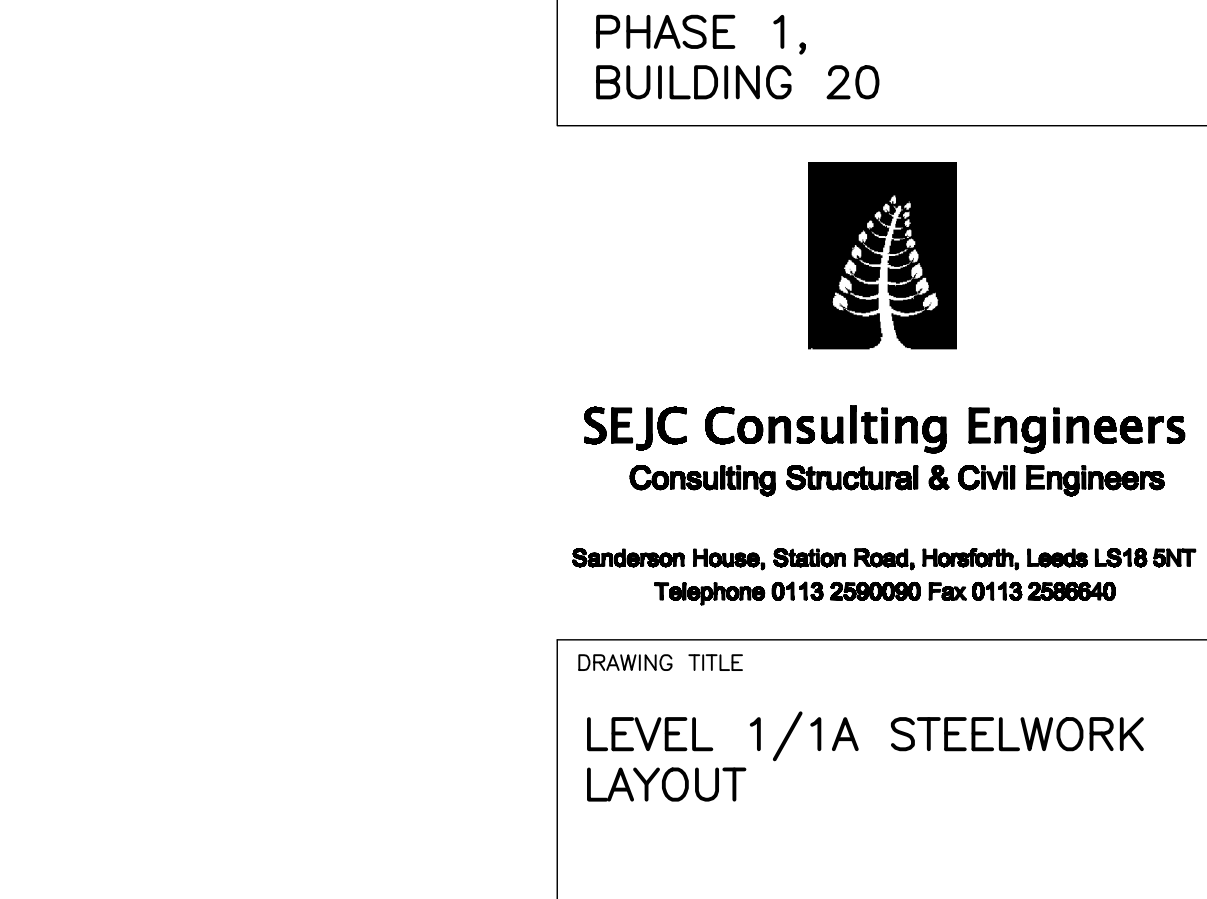 PHASE 1,
BUILDING 20
SEJC Consulting Engineers
Consulting Structural & Civil Engineers
Sanderson House, Station Road, Horsforth, Leeds LS18 5NT
Telephone 0113 2590090 Fax 0113 2586640
DRAWING TITLE
LEVEL 1/1A STEELWORK
LAYOUT